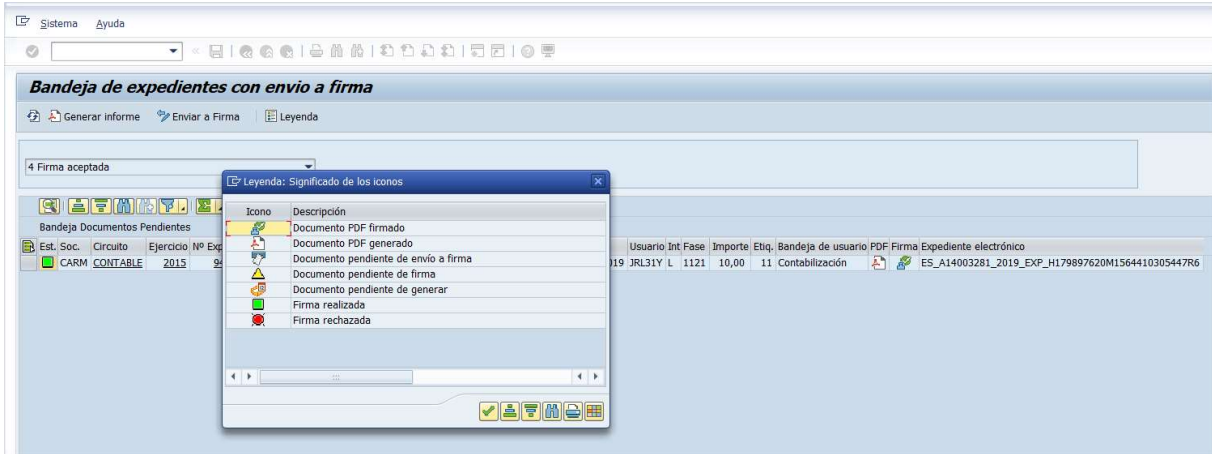 Sistema Ayuda
Bandeja de expedientes con envio a firma
Generar informe Enviar a Firma Leyenda
4 Firma aceptada
Leyenda: Significado de los iconos
Icono Descripción
Documento PDF firmado
Documento PDF generado
Documento pendiente de envío a firma
Documento pendiente de firma
Documento pendiente de generar
Firma realizada
Firma rechazada
Bandeja Documentos Pendientes
Est. Soc. Circuito Ejercicio Nº Exp Usuario Int Fase Importe Etiq. Bandeja de usuario PDF Firma Expediente electrónico
CARM CONTABLE 2015 94 019 JRL31Y L 1121 10,00 11 Contabilización ES_A14003281_2019_EXP_H179897620M1564410305447R6